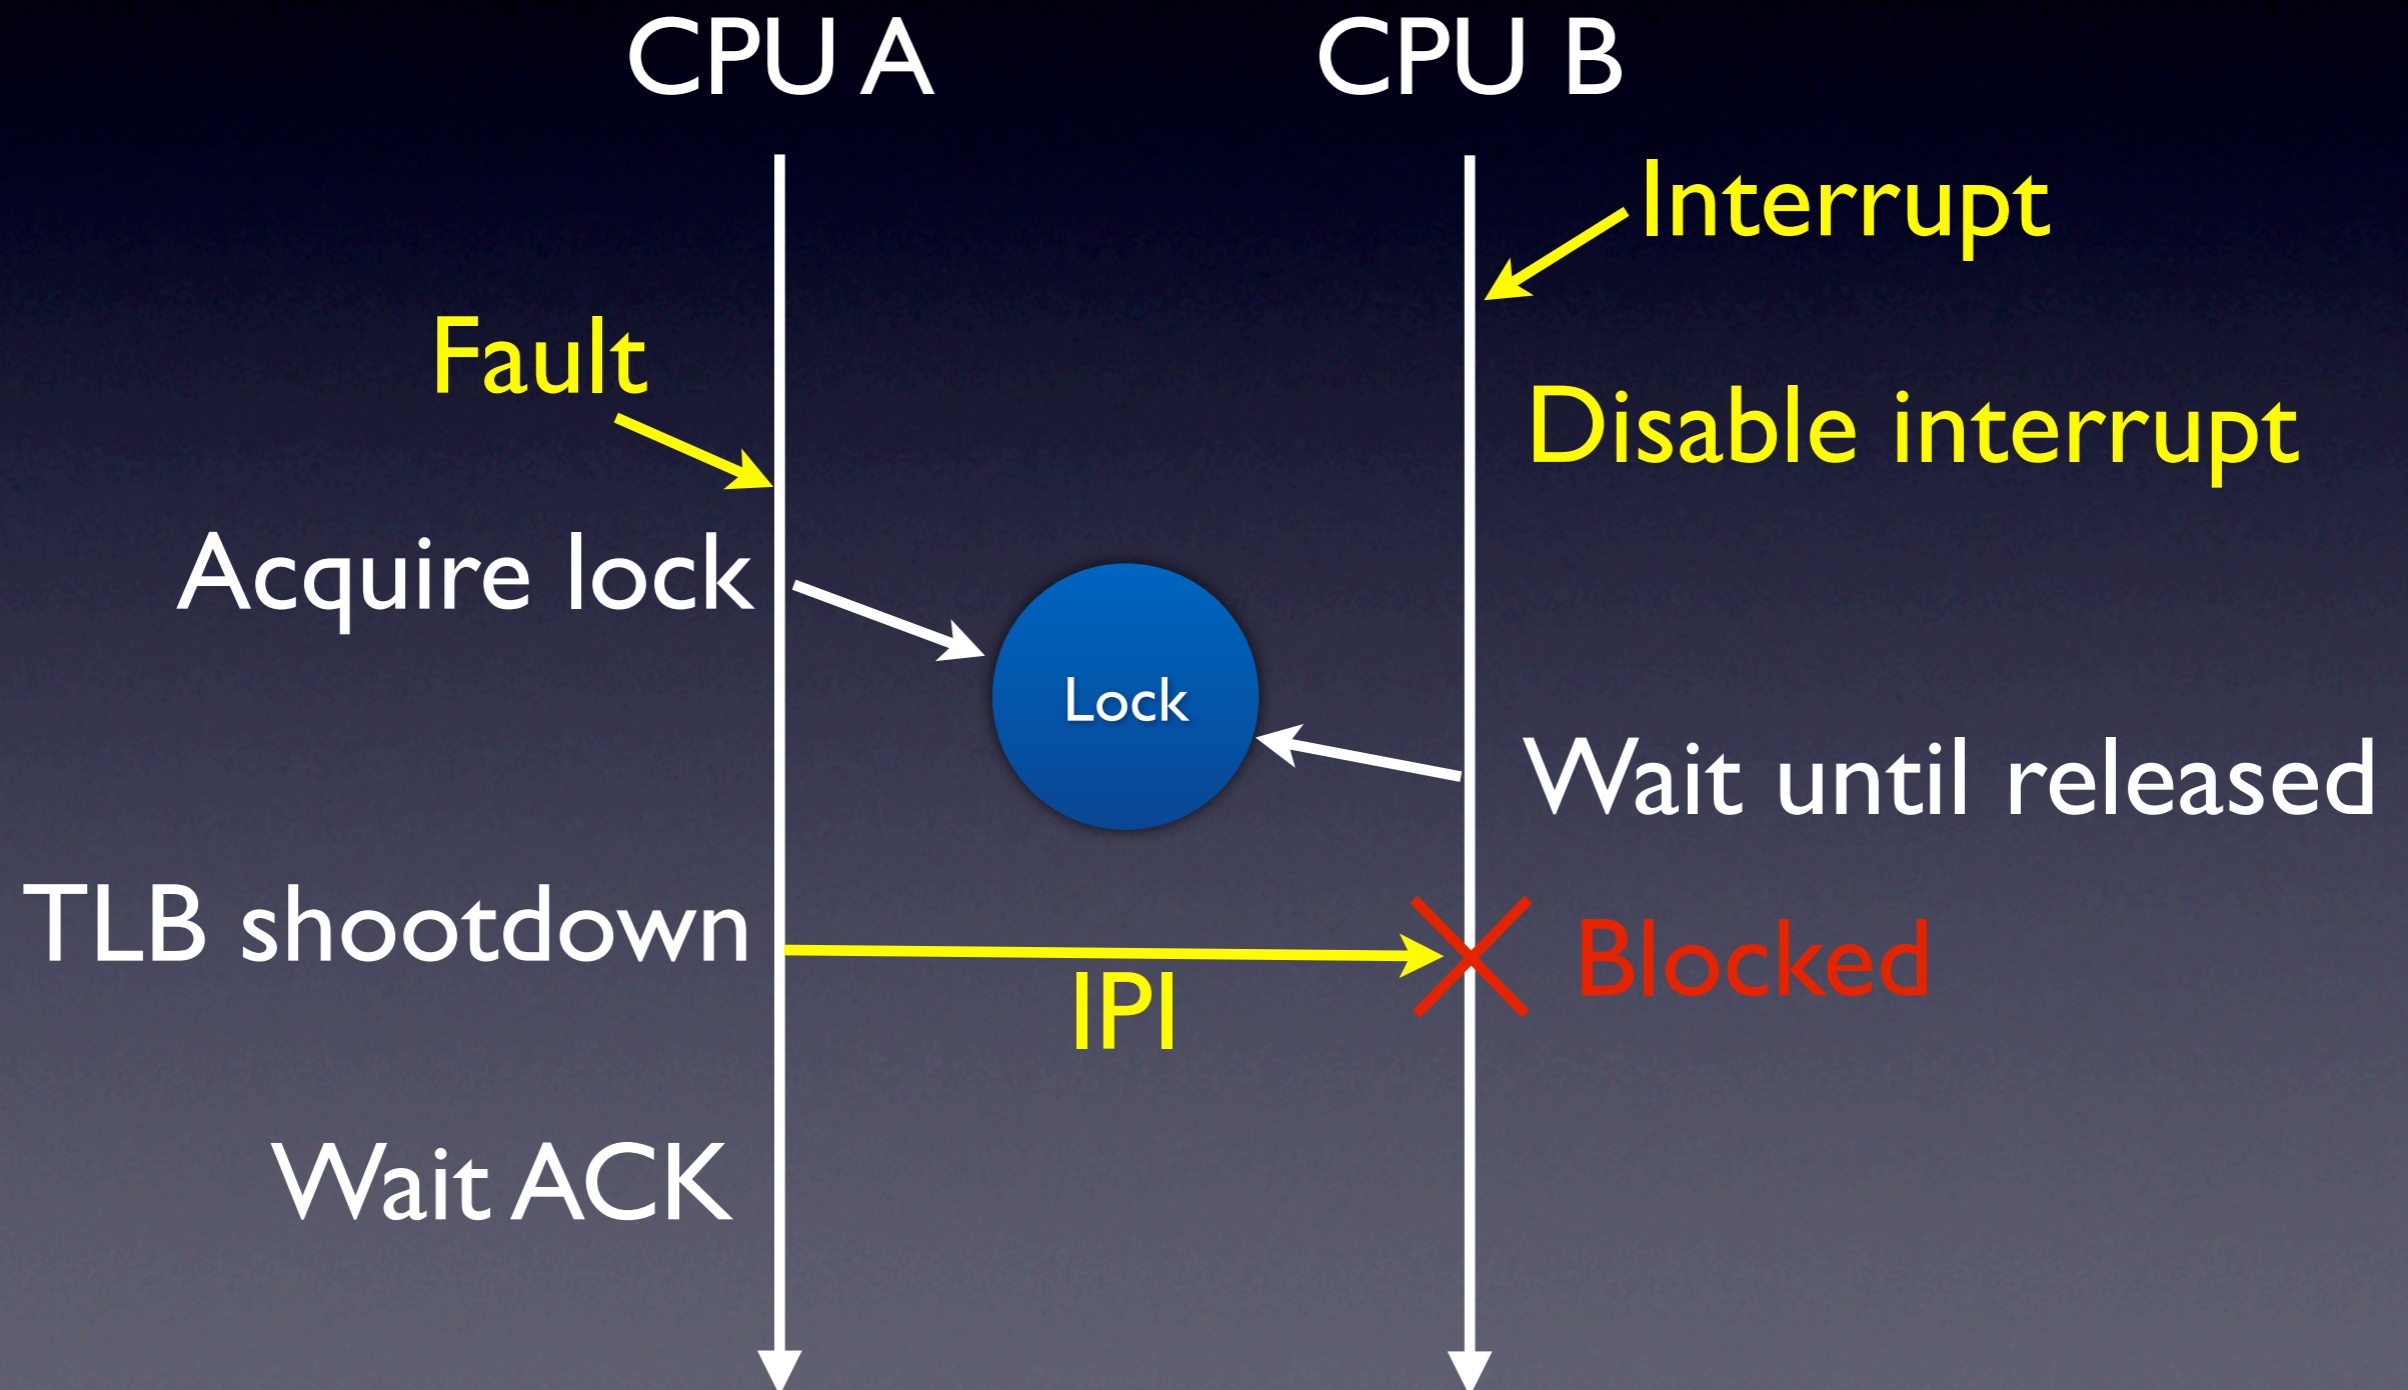 CPU A
CPU B
Interrupt
Fault
Disable interrupt
Acquire lock
Lock
Wait until released
TLB shootdown
Blocked
IPI
Wait ACK